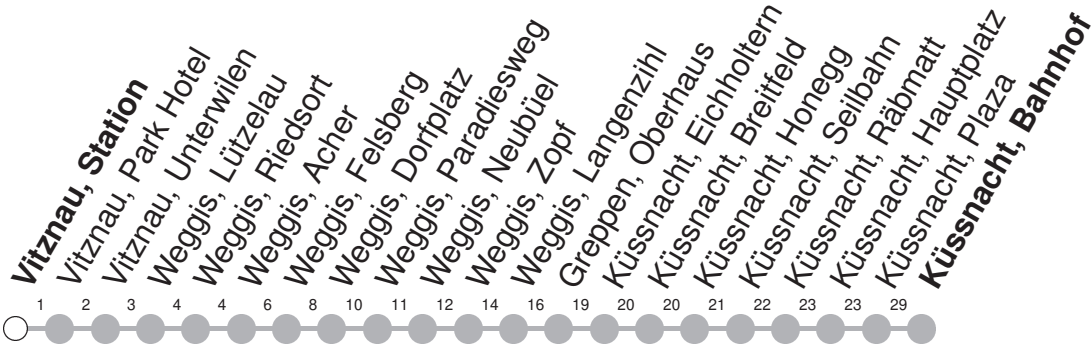 Vitznau, Station
Vitznau, Park Hotel
Vitznau, Unterwilen
Weggis, Lützelau
Weggis, Riedsort
Weggis, Acher
Weggis, Felsberg
Weggis, Dorfplatz
Weggis, Paradiesweg
Weggis, Neubüel
Weggis, Zopf
Weggis, Langenzihl
Greppen, Oberhaus
Küssnacht, Eichholtern
Küssnacht, Breitfeld
Küssnacht, Honegg
Küssnacht, Seilbahn
Küssnacht, Räbmatt
Küssnacht, Hauptplatz
Küssnacht, Plaza
Küssnacht, Bahnhof
1 2 3 4 4 6 8 10 11 12 14 16 19 20 20 21 22 23 23 29